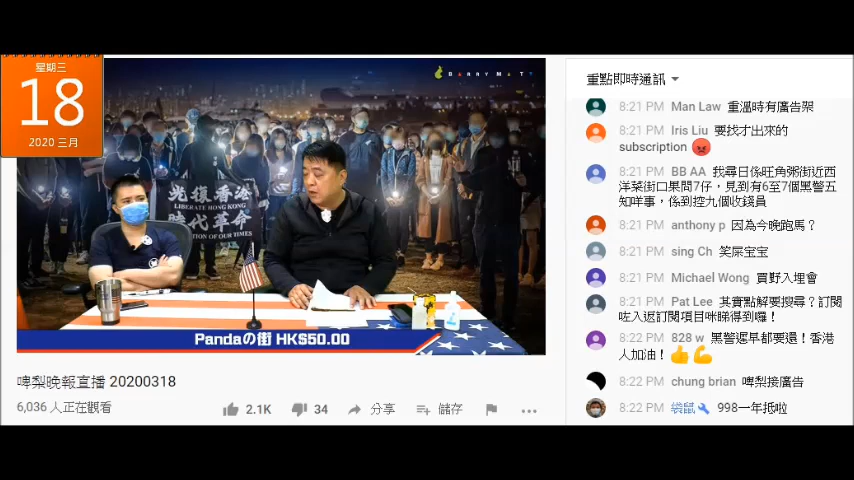 星期三
18
2020 三月
BARRY MA TT
光復香港
LIBERATE HONG KONG
時代革命
REVOLUTION OF OUR TIMES
Pandaの街 HK$50.00
啤梨晚報直播 20200318
6,036 人正在觀看
2.1K
34
分享
儲存
重點即時通訊
8:21 PM Man Law 重溫時有廣告架
8:21 PM Iris Liu 要找才出來的
subscription
8:21 PM BB AA 我尋日係旺角弼街近西
洋菜街口果間7仔，見到有6至7個黑警五
知咩事，係到控九個收錢員
8:21 PM anthony p 因為今晚跑馬？
8:21 PM sing Ch 笑屎宝宝
8:21 PM Michael Wong 賈野入埋會
8:21 PM Pat Lee 其實點解要搜尋？訂閱
咗入返訂閱項目咪睇得到囉！
8:22 PM 828 w 黑警遲早都要還！香港
人加油！
8:22 PM chung brian 啤梨接廣告
8:22 PM 袋鼠 998一年抵啦